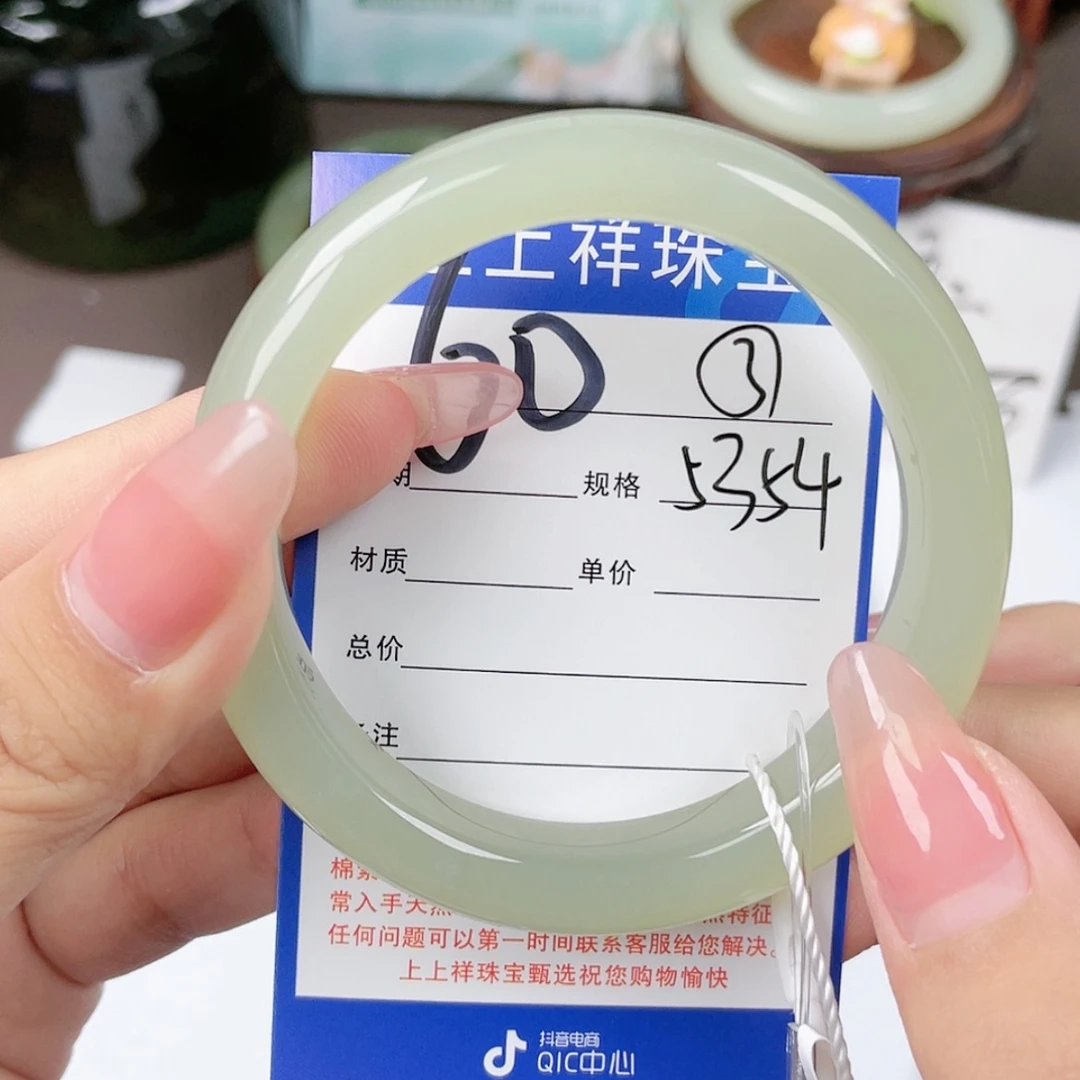 上祥珠宝
60 ③
期 规格 5354
材质 单价
总价
注
棉絮
常入手天然 然特征
任何问题可以第一时间联系客服给您解决。
上上祥珠宝甄选祝您购物愉快
抖音电商
QIC中心